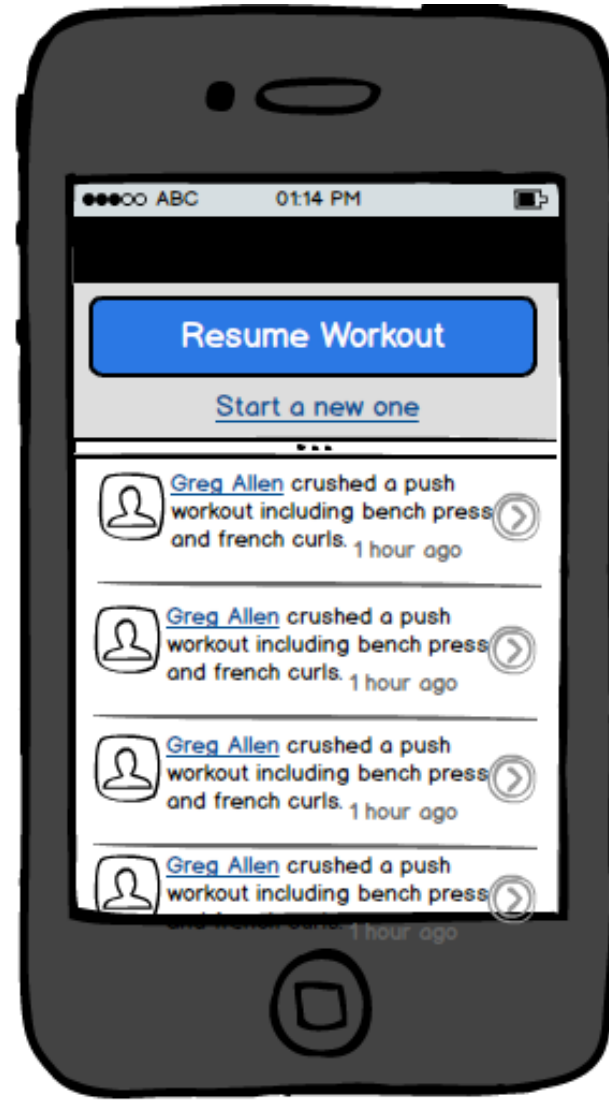 ABC 01:14 PM
Resume Workout
Start a new one
Greg Allen crushed a push
workout including bench press
and french curls. 1 hour ago
Greg Allen crushed a push
workout including bench press
and french curls. 1 hour ago
Greg Allen crushed a push
workout including bench press
and french curls. 1 hour ago
Greg Allen crushed a push
workout including bench press
and french curls. 1 hour ago